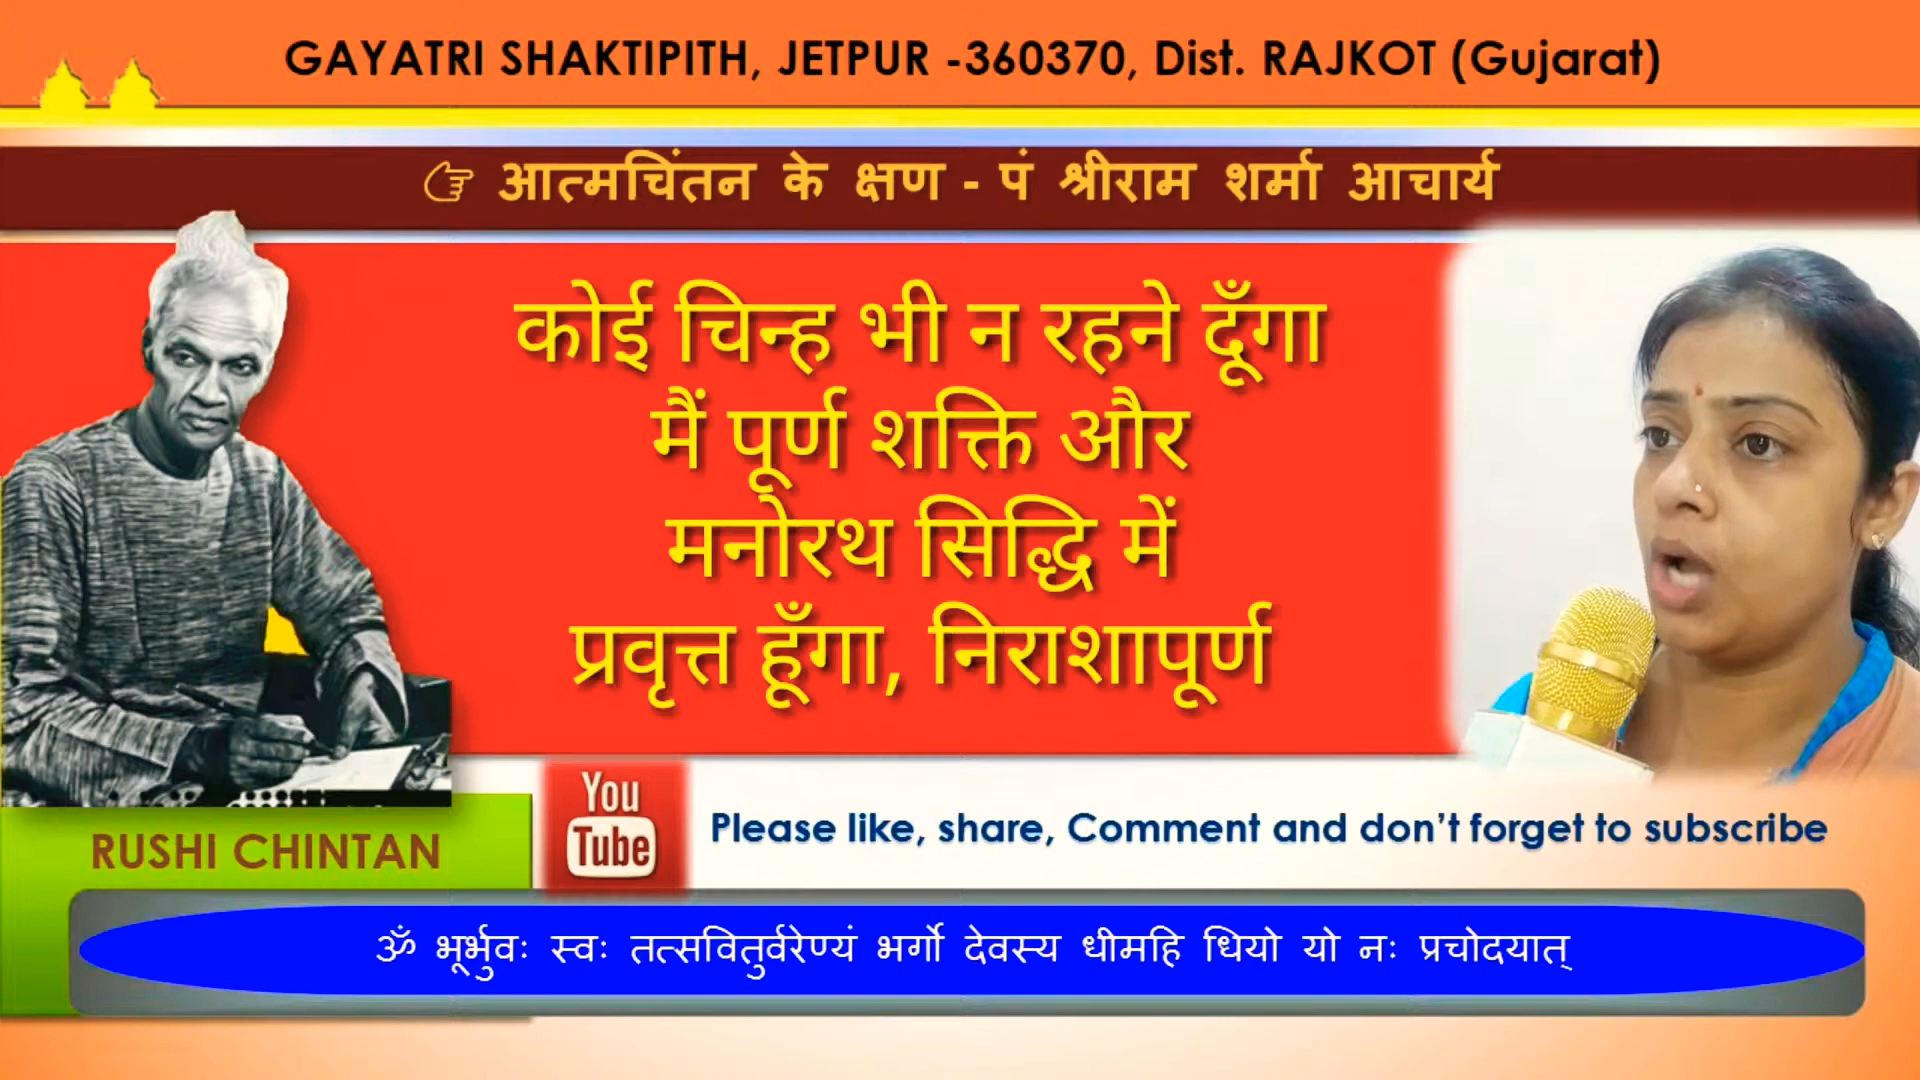 GAYATRI SHAKTIPITH, JETPUR -360370, Dist. RAJKOT (Gujarat)
आत्मचिंतन के क्षण - पं श्रीराम शर्मा आचार्य
कोई चिन्ह भी न रहने दूँगा
मैं पूर्ण शक्ति और
मनोरथ सिद्धि में
प्रवृत्त हूँगा, निराशापूर्ण
You
Tube
Please like, share, Comment and don't forget to subscribe
RUSHI CHINTAN
ॐ भूर्भुवः स्वः तत्सवितुर्वरेण्यं भर्गो देवस्य धीमहि धियो यो नः प्रचोदयात्